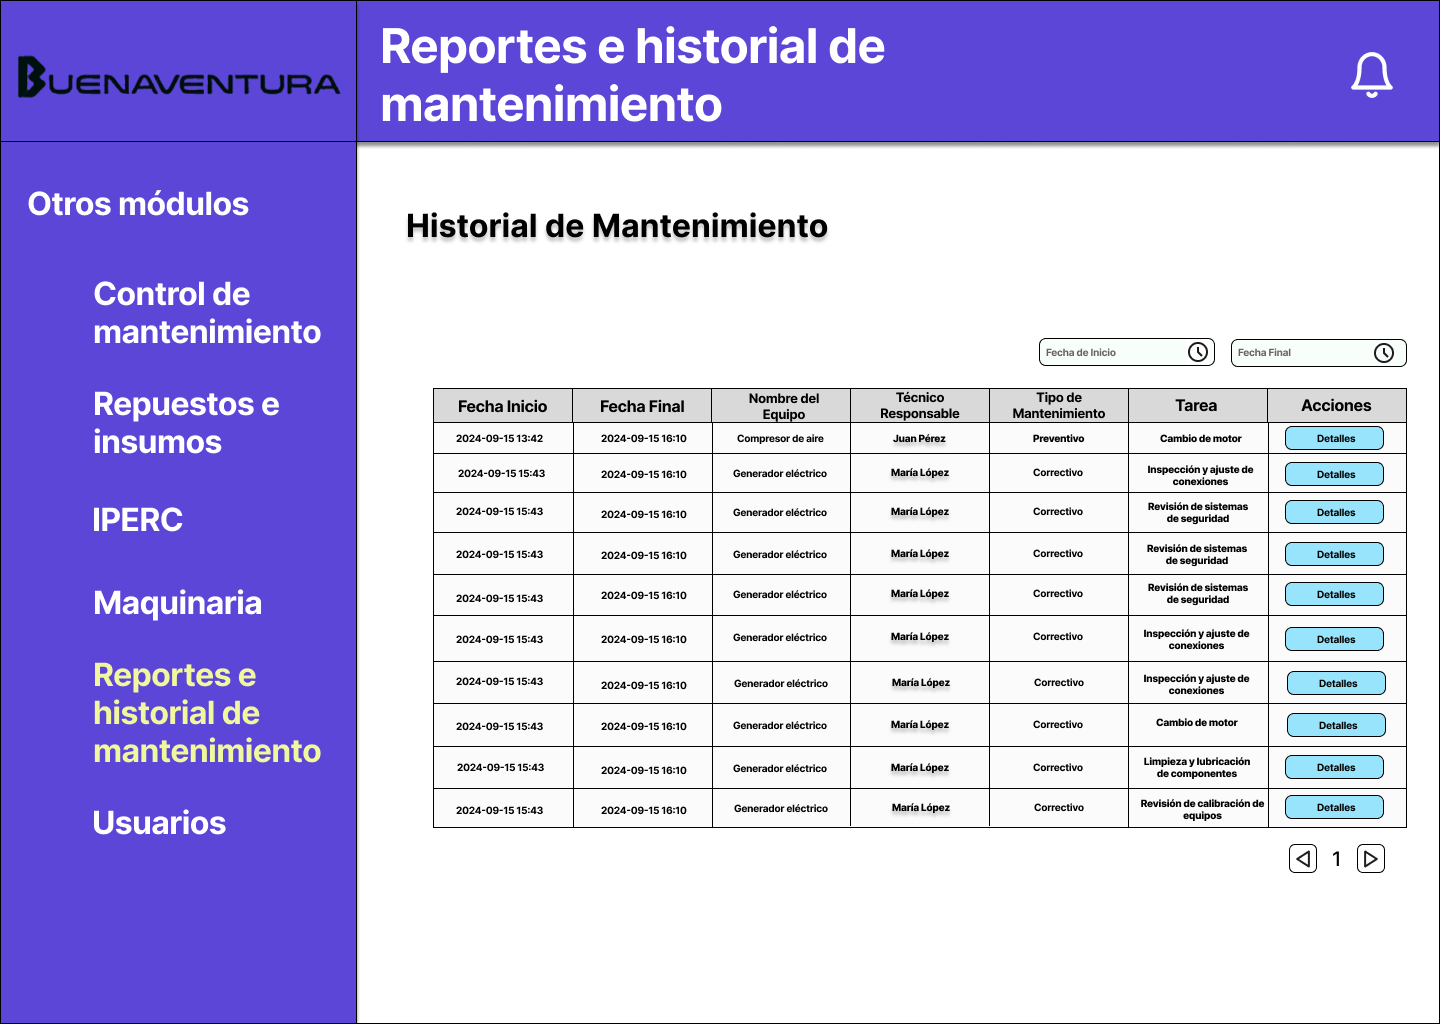 BUENAVENTURA
Reportes e historial de
mantenimiento
Otros módulos
Control de
mantenimiento
Repuestos e
insumos
IPERC
Maquinaria
Reportes e
historial de
mantenimiento
Usuarios
Historial de Mantenimiento
Fecha de Inicio
Fecha Final
Fecha Inicio Fecha Final Nombre del Equipo Técnico Responsable Tipo de Mantenimiento Tarea Acciones
2024-09-15 13:42 2024-09-15 16:10 Compresor de aire Juan Pérez Preventivo Cambio de motor Detalles
2024-09-15 15:43 2024-09-15 16:10 Generador eléctrico María López Correctivo Inspección y ajuste de conexiones Detalles
2024-09-15 15:43 2024-09-15 16:10 Generador eléctrico María López Correctivo Revisión de sistemas de seguridad Detalles
2024-09-15 15:43 2024-09-15 16:10 Generador eléctrico María López Correctivo Revisión de sistemas de seguridad Detalles
2024-09-15 15:43 2024-09-15 16:10 Generador eléctrico María López Correctivo Revisión de sistemas de seguridad Detalles
2024-09-15 15:43 2024-09-15 16:10 Generador eléctrico María López Correctivo Inspección y ajuste de conexiones Detalles
2024-09-15 15:43 2024-09-15 16:10 Generador eléctrico María López Correctivo Inspección y ajuste de conexiones Detalles
2024-09-15 15:43 2024-09-15 16:10 Generador eléctrico María López Correctivo Cambio de motor Detalles
2024-09-15 15:43 2024-09-15 16:10 Generador eléctrico María López Correctivo Limpieza y lubricación de componentes Detalles
2024-09-15 15:43 2024-09-15 16:10 Generador eléctrico María López Correctivo Revisión de calibración de equipos Detalles
1